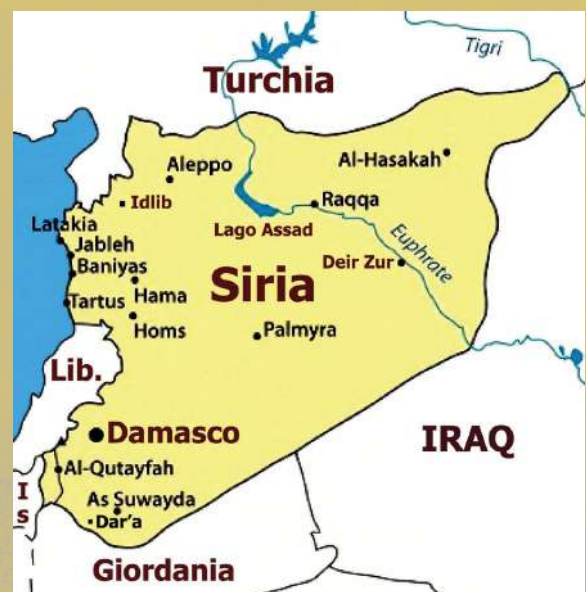 Tigri
Turchia
Aleppo
Al-Hasakah
Idlib
Raqqa
Latakia
Lago Assad
Jableh
Euphrate
Baniyas
Deir Zur
Siria
Hama
Tartus
Homs
Palmyra
Lib.
Damasco
IRAQ
Al-Qutayfah
I
s
As Suwayda
Dar'a
Giordania